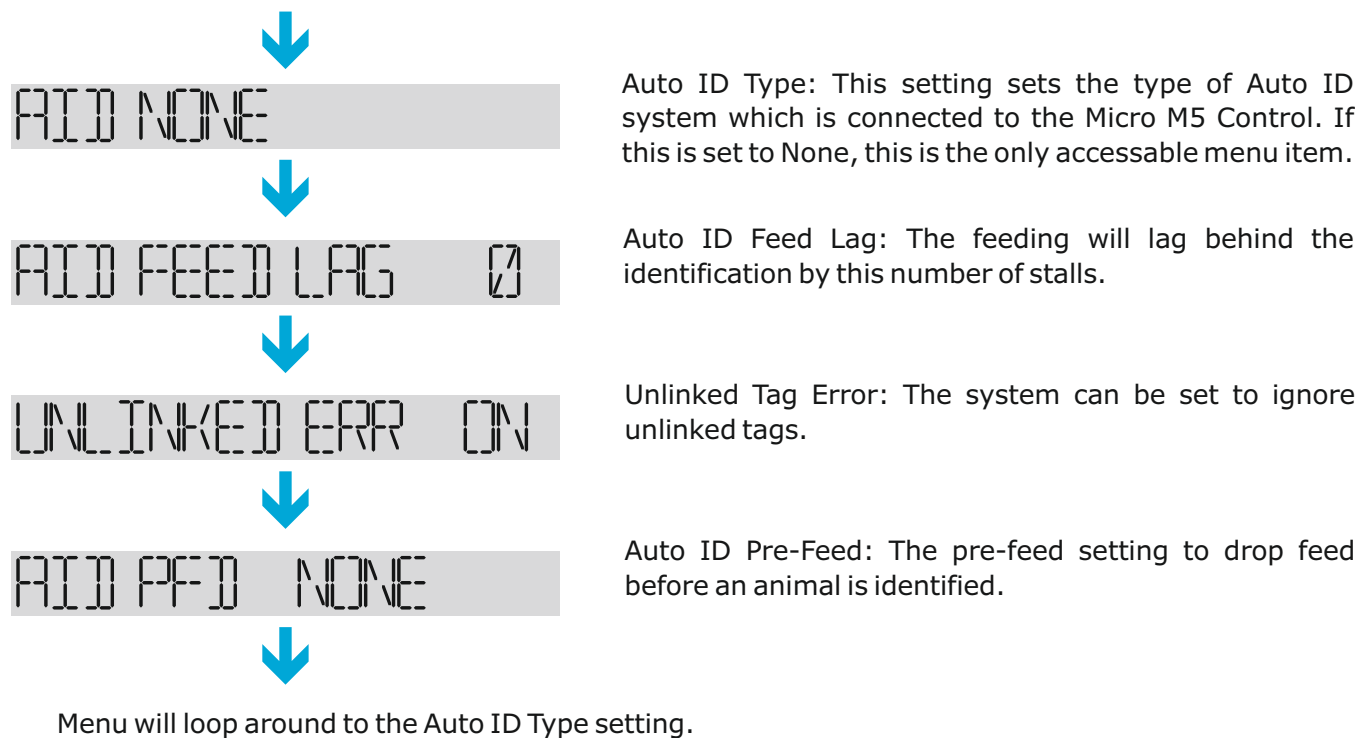 AID NONE
Auto ID Type: This setting sets the type of Auto ID
system which is connected to the Micro M5 Control. If
this is set to None, this is the only accessable menu item.
AID FEED LAG 0
Auto ID Feed Lag: The feeding will lag behind the
identification by this number of stalls.
UNLINKED ERR ON
Unlinked Tag Error: The system can be set to ignore
unlinked tags.
AID PFD NONE
Auto ID Pre-Feed: The pre-feed setting to drop feed
before an animal is identified.
Menu will loop around to the Auto ID Type setting.